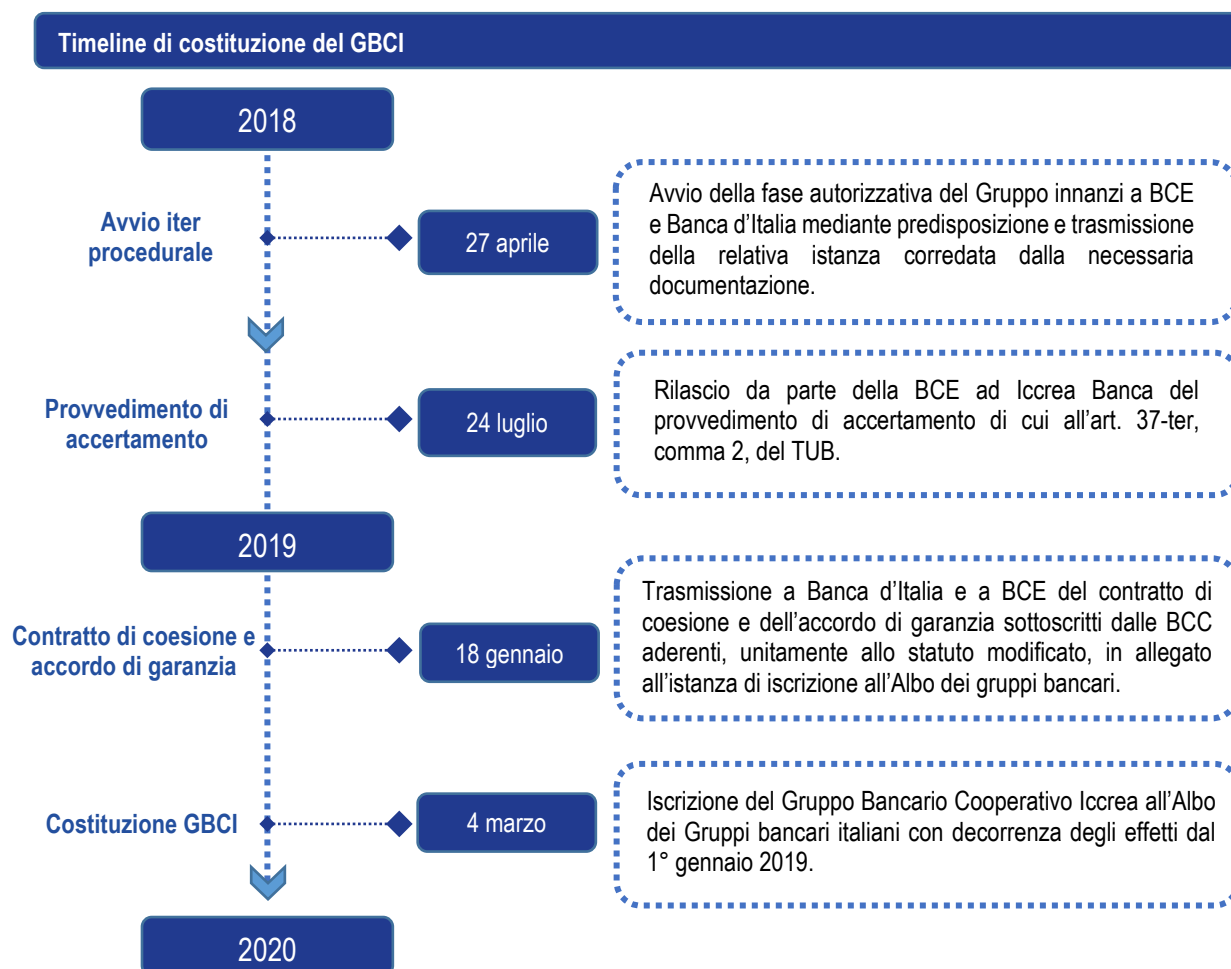 Timeline di costituzione del GBCI
2018
Avvio iter
procedurale
27 aprile
Avvio della fase autorizzativa del Gruppo innanzi a BCE
e Banca d’Italia mediante predisposizione e trasmissione
della relativa istanza corredata dalla necessaria
documentazione.
Provvedimento di
accertamento
24 luglio
Rilascio da parte della BCE ad Iccrea Banca del
provvedimento di accertamento di cui all’art. 37-ter,
comma 2, del TUB.
2019
Contratto di coesione e
accordo di garanzia
18 gennaio
Trasmissione a Banca d’Italia e a BCE del contratto di
coesione e dell’accordo di garanzia sottoscritti dalle BCC
aderenti, unitamente allo statuto modificato, in allegato
all’istanza di iscrizione all’Albo dei gruppi bancari.
Costituzione GBCI
4 marzo
Iscrizione del Gruppo Bancario Cooperativo Iccrea all’Albo
dei Gruppi bancari italiani con decorrenza degli effetti dal
1° gennaio 2019.
2020